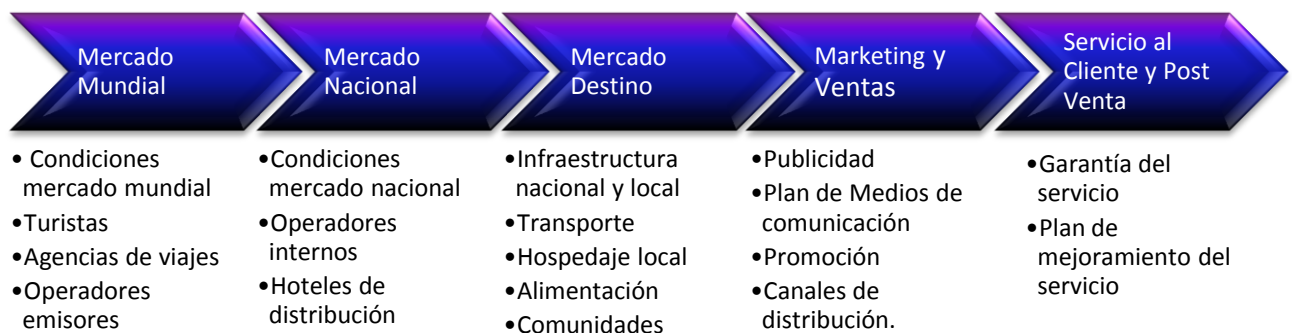 Mercado
Mundial
• Condiciones
mercado mundial
•Turistas
•Agencias de viajes
•Operadores
emisores
Mercado
Nacional
•Condiciones
mercado nacional
•Operadores
internos
•Hoteles de
distribución
Mercado
Destino
•Infraestructura
nacional y local
•Transporte
•Hospedaje local
•Alimentación
•Comunidades
Marketing y
Ventas
•Publicidad
•Plan de Medios de
comunicación
•Promoción
•Canales de
distribución.
Servicio al
Cliente y Post
Venta
•Garantía del
servicio
•Plan de
mejoramiento del
servicio